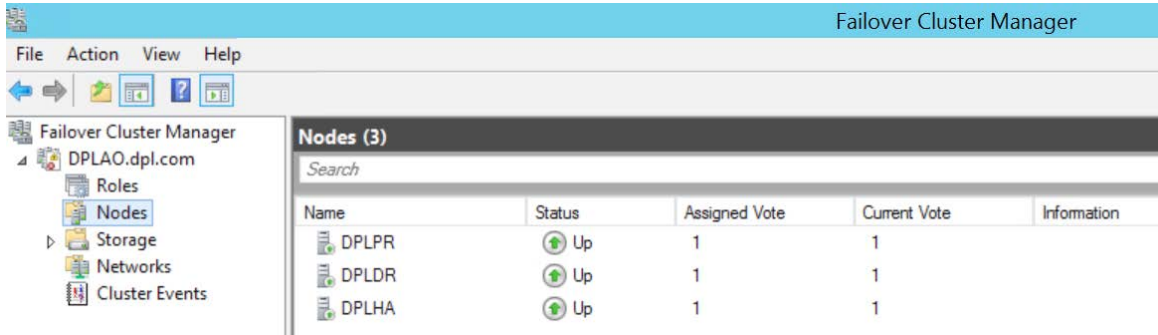 Failover Cluster Manager
File Action View Help
Failover Cluster Manager
DPLAO.dpl.com
Roles
Nodes
Storage
Networks
Cluster Events
Nodes (3)
Search
Name Status Assigned Vote Current Vote Information
DPLPR Up 1 1
DPLDR Up 1 1
DPLHA Up 1 1